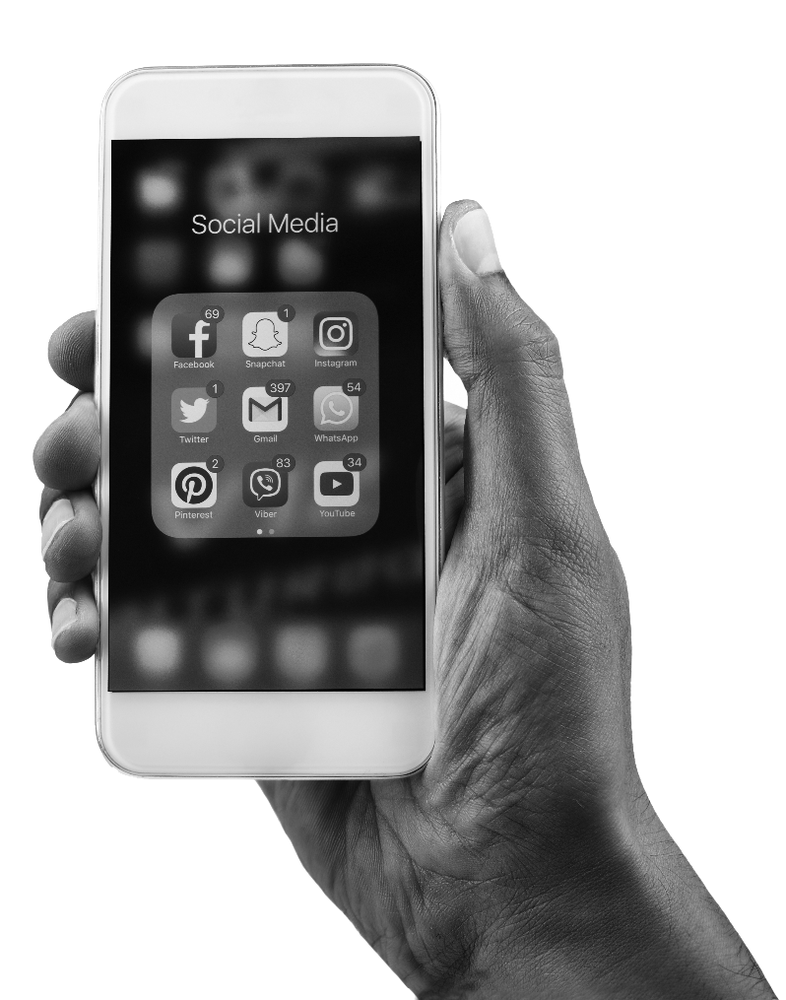 Social Media
69 1
Facebook Snapchat Instagram
1 397 54
Twitter Gmail WhatsApp
2 83 34
Pinterest Viber YouTube